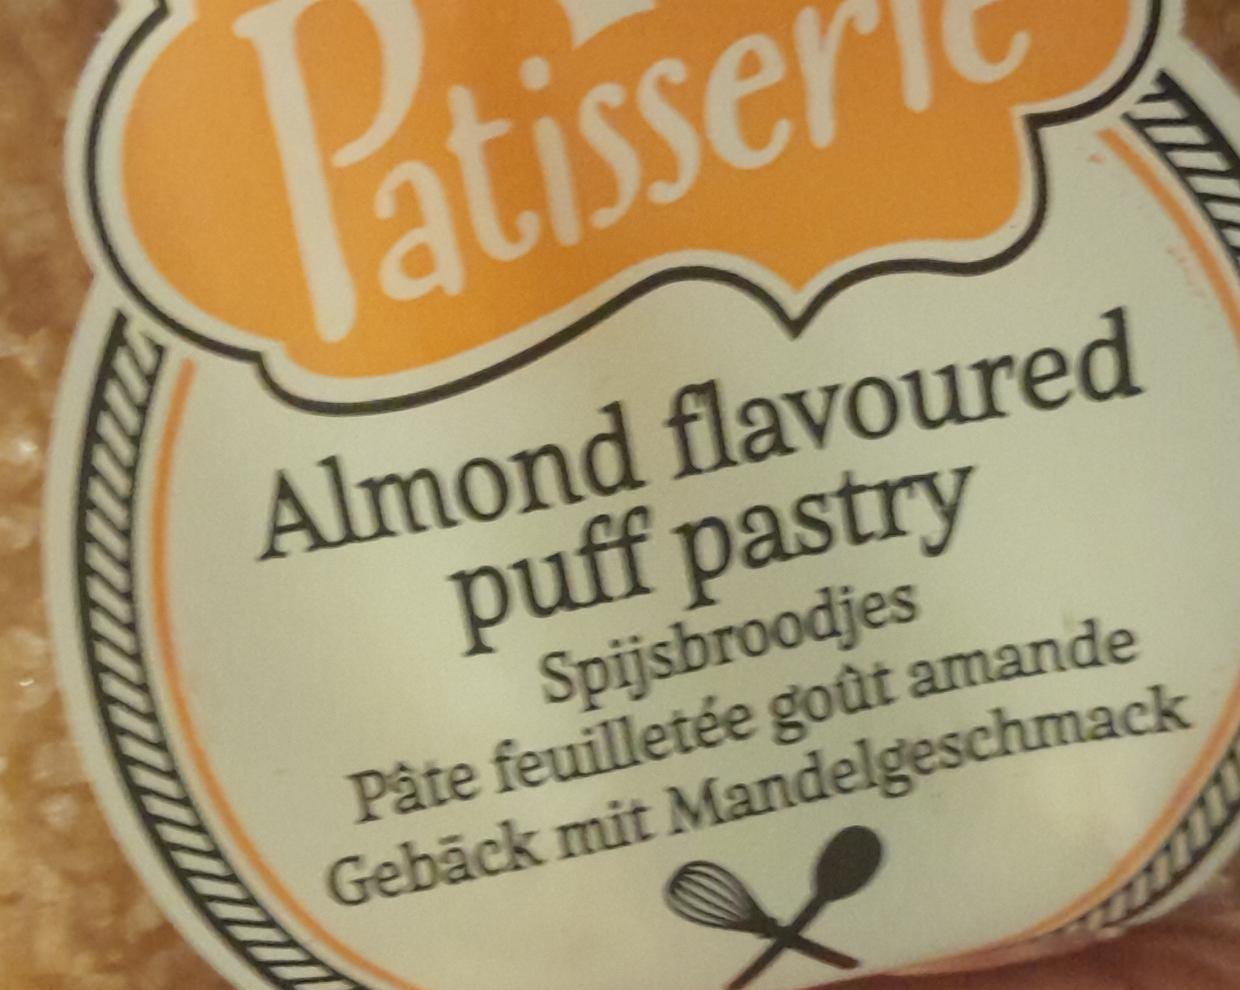 Patisserie
Almond flavoured
puff pastry
Spijsbroodjes
Pâte feuilletée goût amande
Gebäck mit Mandelgeschmack